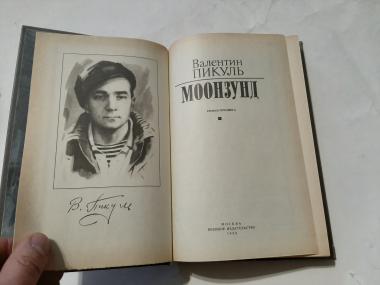 В. Пикуль
Валентин
ПИКУЛЬ
МООНЗУНД
МОСКВА
ВОЕННОЕ ИЗДАТЕЛЬСТВО